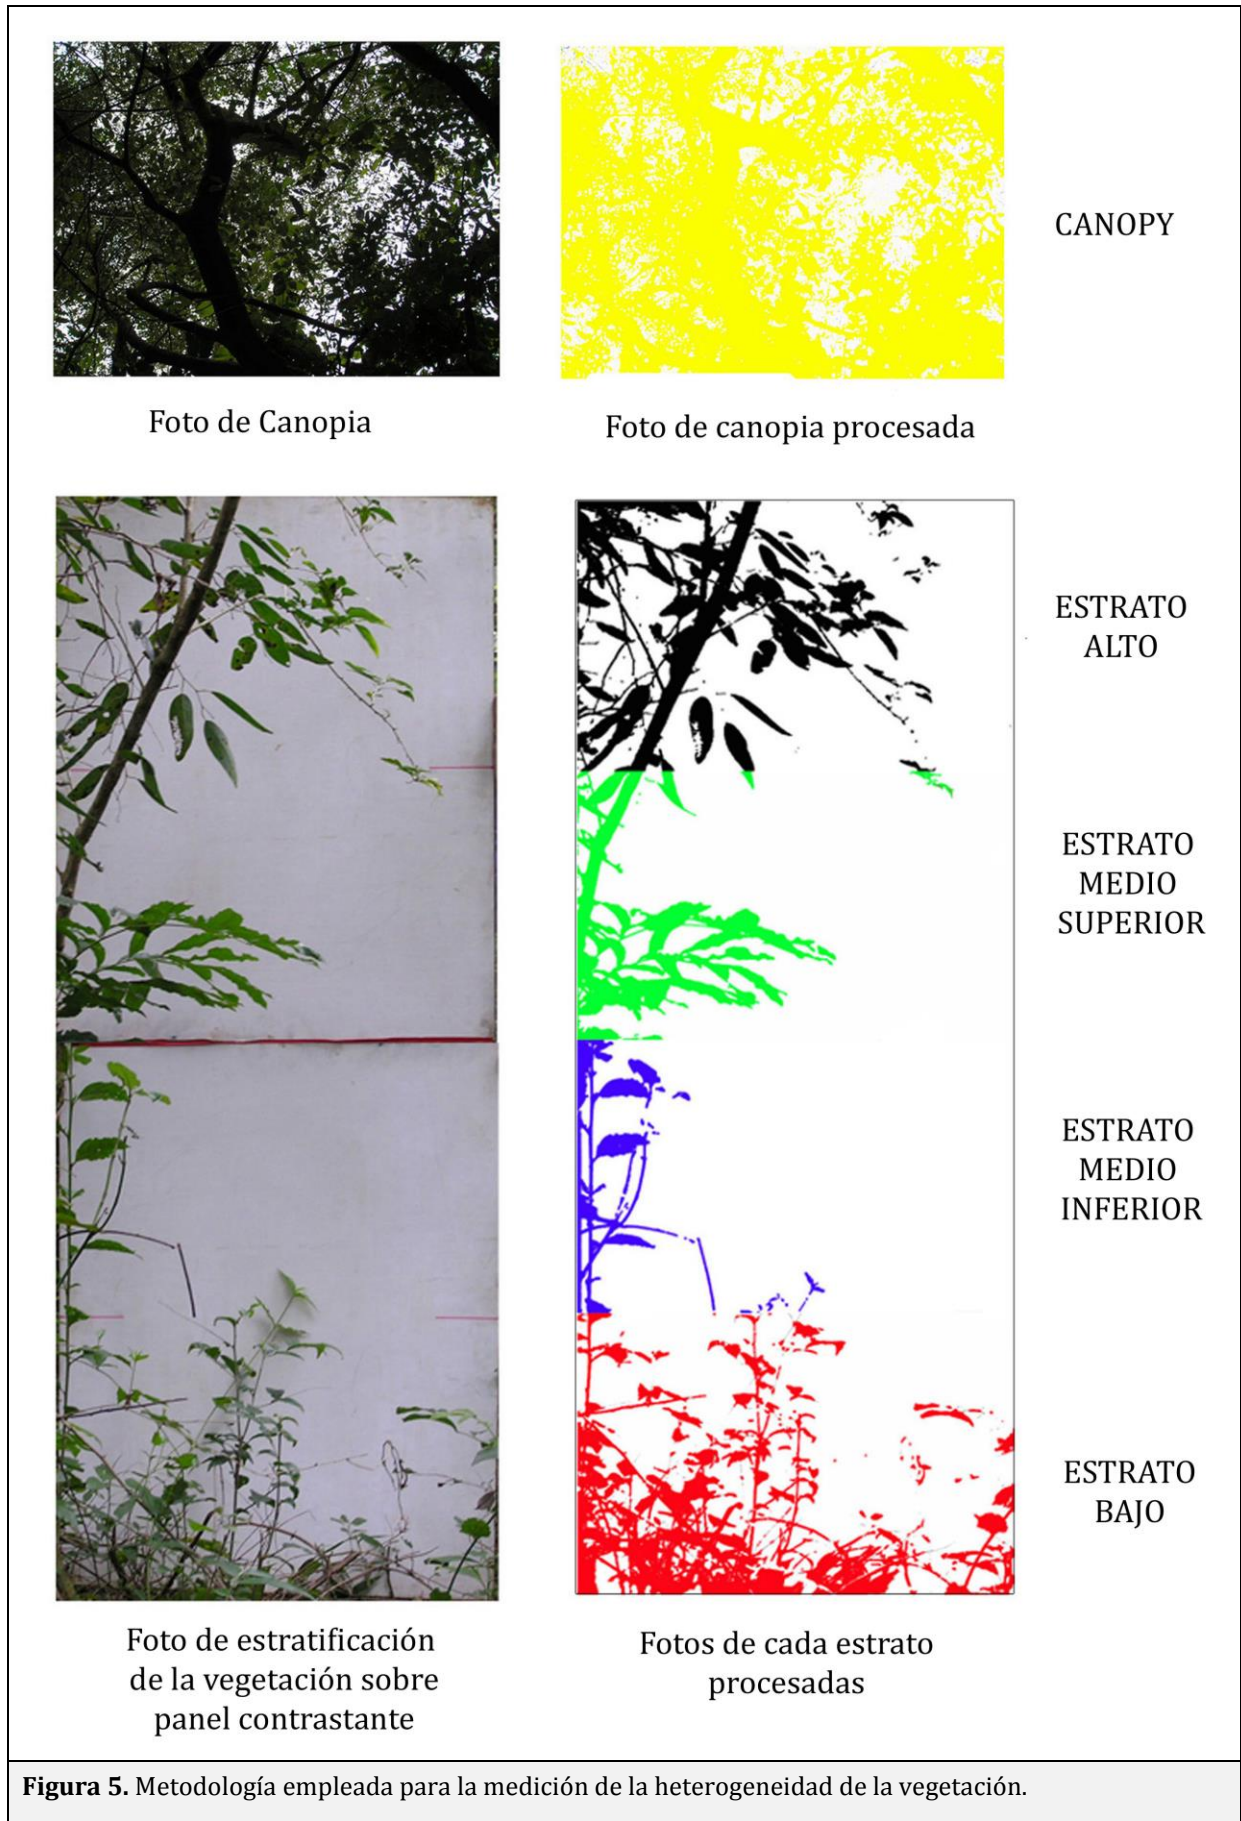 CANOPY
Foto de Canopia
Foto de canopia procesada
ESTRATO
ALTO
ESTRATO
MEDIO
SUPERIOR
ESTRATO
MEDIO
INFERIOR
ESTRATO
BAJO
Foto de estratificación
de la vegetación sobre
panel contrastante
Fotos de cada estrato
procesadas
Figura 5. Metodología empleada para la medición de la heterogeneidad de la vegetación.